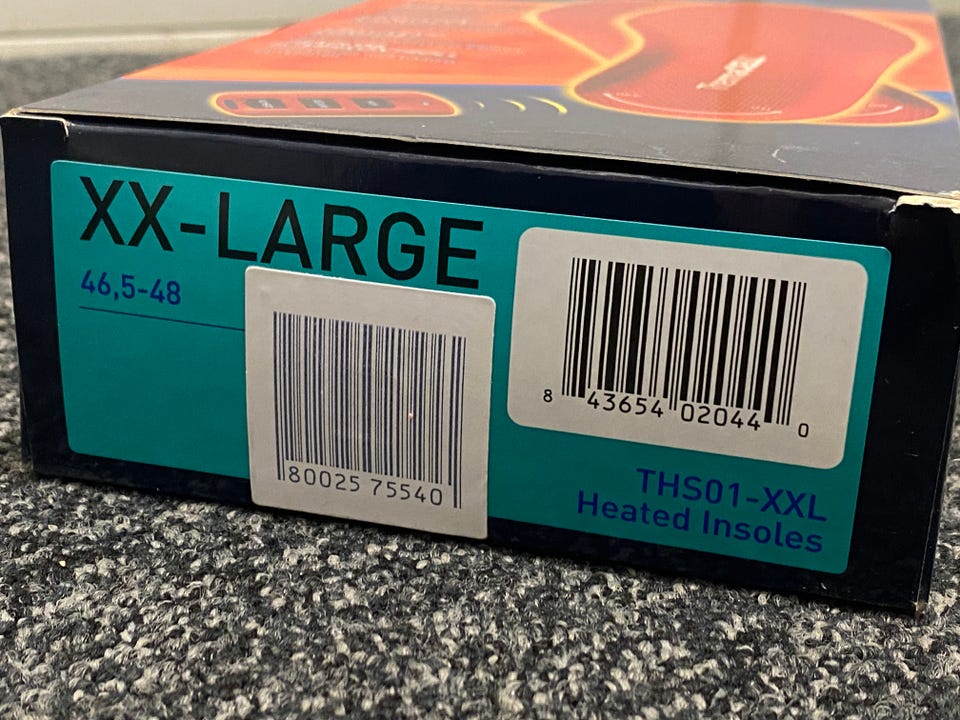 XX-LARGE
46,5-48
80025 75540
8 43654 02044 0
THS01-XXL
Heated Insoles